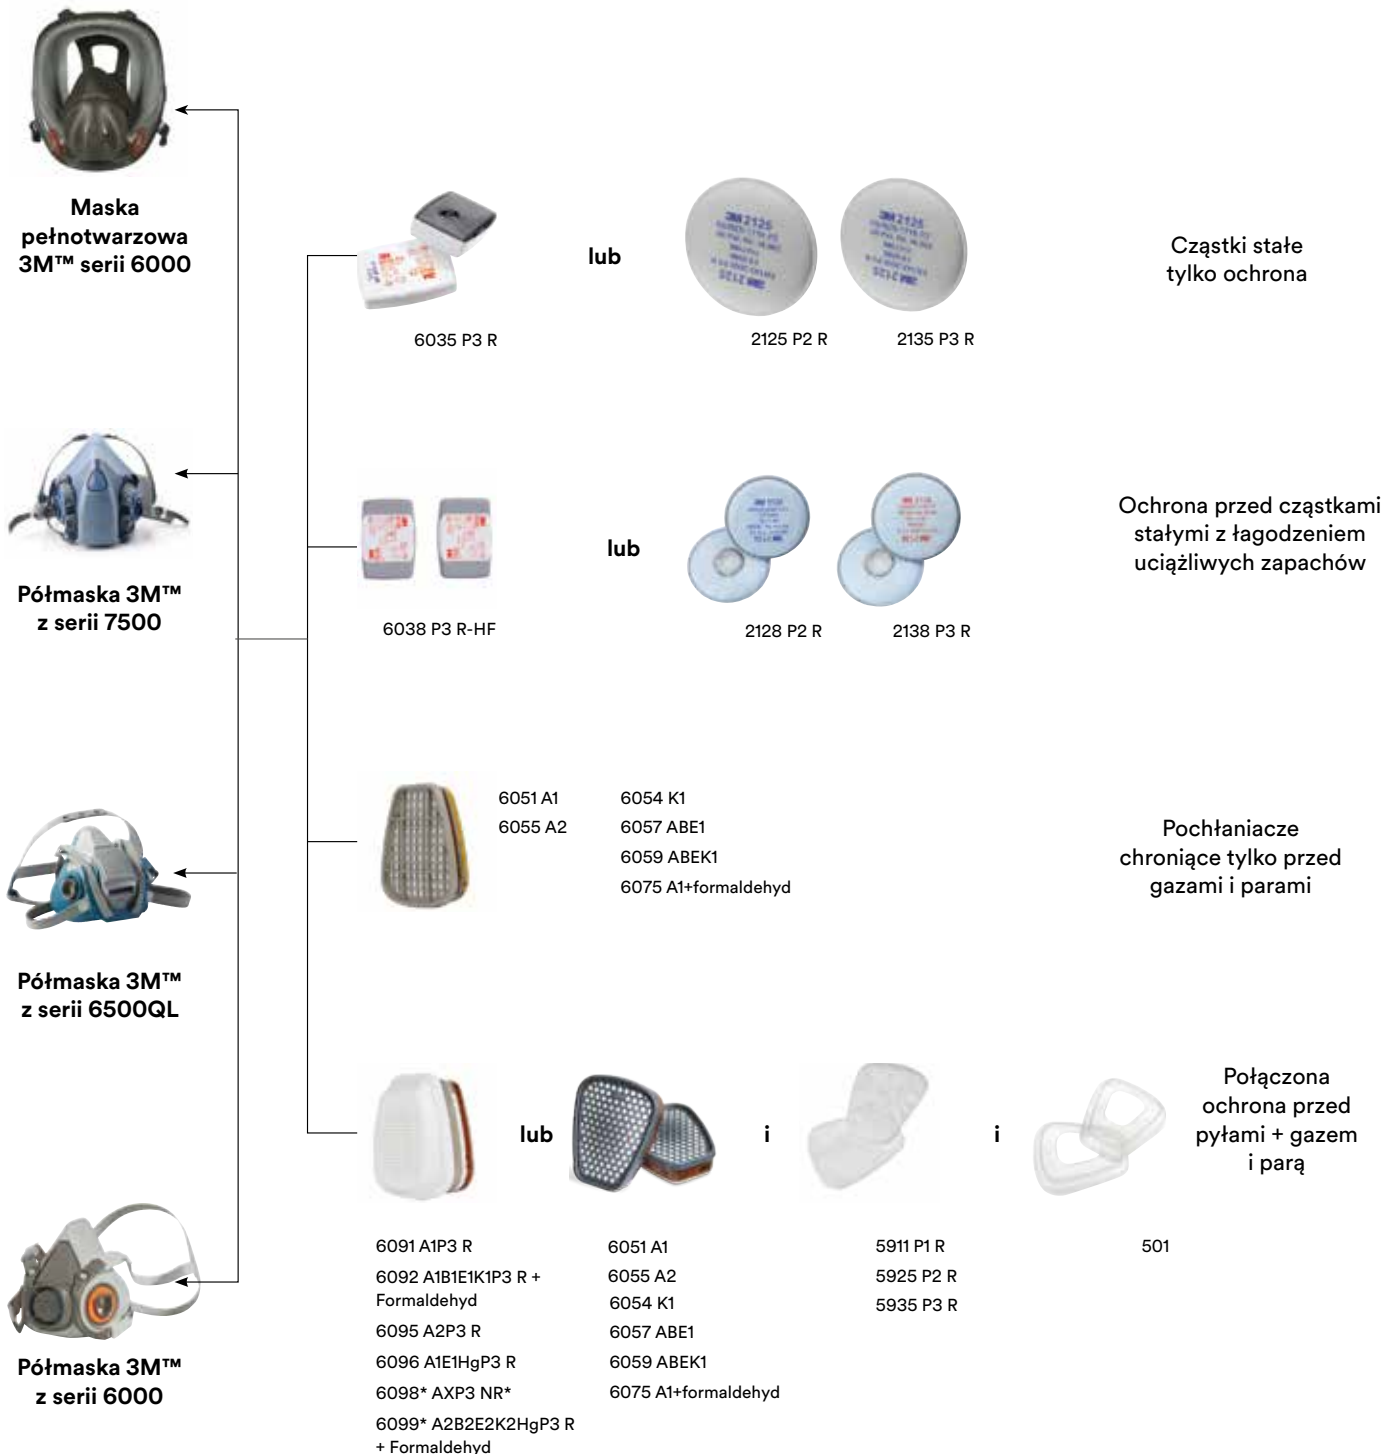 Maska
pełnotwarzowa
3M™ serii 6000
lub
Cząstki stałe
tylko ochrona
6035 P3 R
2125 P2 R
2135 P3 R
3M 2125
3M 2125
Półmaska 3M™
z serii 7500
lub
Ochrona przed cząstkami
stałymi z łagodzeniem
uciążliwych zapachów
6038 P3 R-HF
2128 P2 R
2138 P3 R
6051 A1
6055 A2
6054 K1
6057 ABE1
6059 ABEK1
6075 A1+formaldehyd
Pochłaniacze
chroniące tylko przed
gazami i parami
Półmaska 3M™
z serii 6500QL
lub
i
i
Połączona
ochrona przed
pyłami + gazem
i parą
6091 A1P3 R
6092 A1B1E1K1P3 R +
Formaldehyd
6095 A2P3 R
6096 A1E1HgP3 R
6098* AXP3 NR*
6099* A2B2E2K2HgP3 R
+ Formaldehyd
6051 A1
6055 A2
6054 K1
6057 ABE1
6059 ABEK1
6075 A1+formaldehyd
5911 P1 R
5925 P2 R
5935 P3 R
501
Półmaska 3M™
z serii 6000